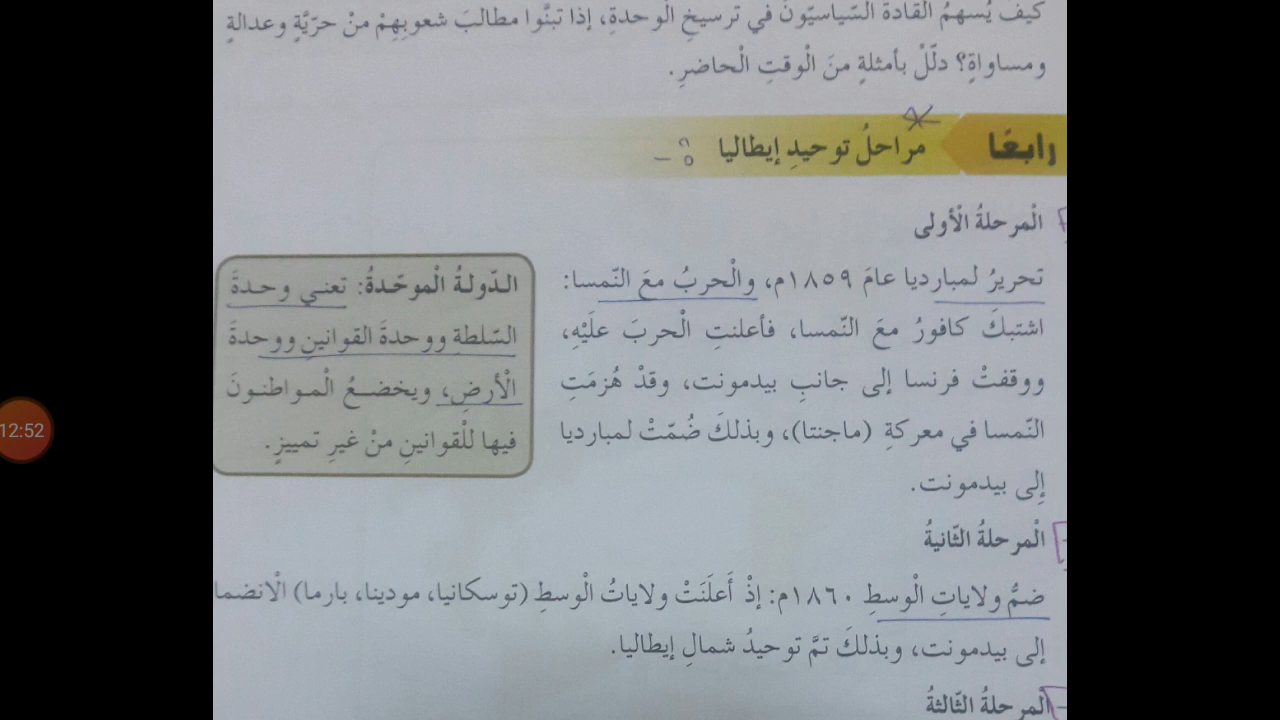 كيفَ يُسهمُ الْقادةُ السّياسيّونَ في ترسيخِ الْوحدةِ، إذا تبنَّوا مطالبَ شعوبِهِمْ منْ حرّيَّةٍ وعدالةٍ
ومساواةٍ؟ دلّلْ بأمثلةٍ منَ الْوقتِ الْحاضرِ.
رابعًا
مراحلُ توحيدِ إيطاليا
الْمرحلةُ الْأولى
تحريرُ لمبارديا عامَ ١٨٥٩م، والْحربُ معَ النّمسا:
اشتبكَ كافورُ معَ النّمسا، فأعلنتِ الْحربَ علَيْهِ،
ووقفتْ فرنسا إلى جانبِ بيدمونت، وقدْ هُزمَتِ
النّمسا في معركةِ (ماجنتا)، وبذلكَ ضُمّتْ لمبارديا
إلى بيدمونت.
الدّولةُ الْموحّدةُ: تعني وحدةَ
السّلطةِ ووحدةَ القوانينِ ووحدةَ
الْأرضِ، ويخضعُ الْمواطنونَ
فيها للْقوانينِ منْ غيرِ تمييزٍ.
الْمرحلةُ الثّانيةُ
ضمُّ ولاياتِ الْوسطِ ١٨٦٠م: إذْ أَعلَنَتْ ولاياتُ الْوسطِ (توسكانيا، مودينا، بارما) الْانضما
إلى بيدمونت، وبذلكَ تمَّ توحيدُ شمالِ إيطاليا.
الْمرحلةُ الثّالثةُ
12:52